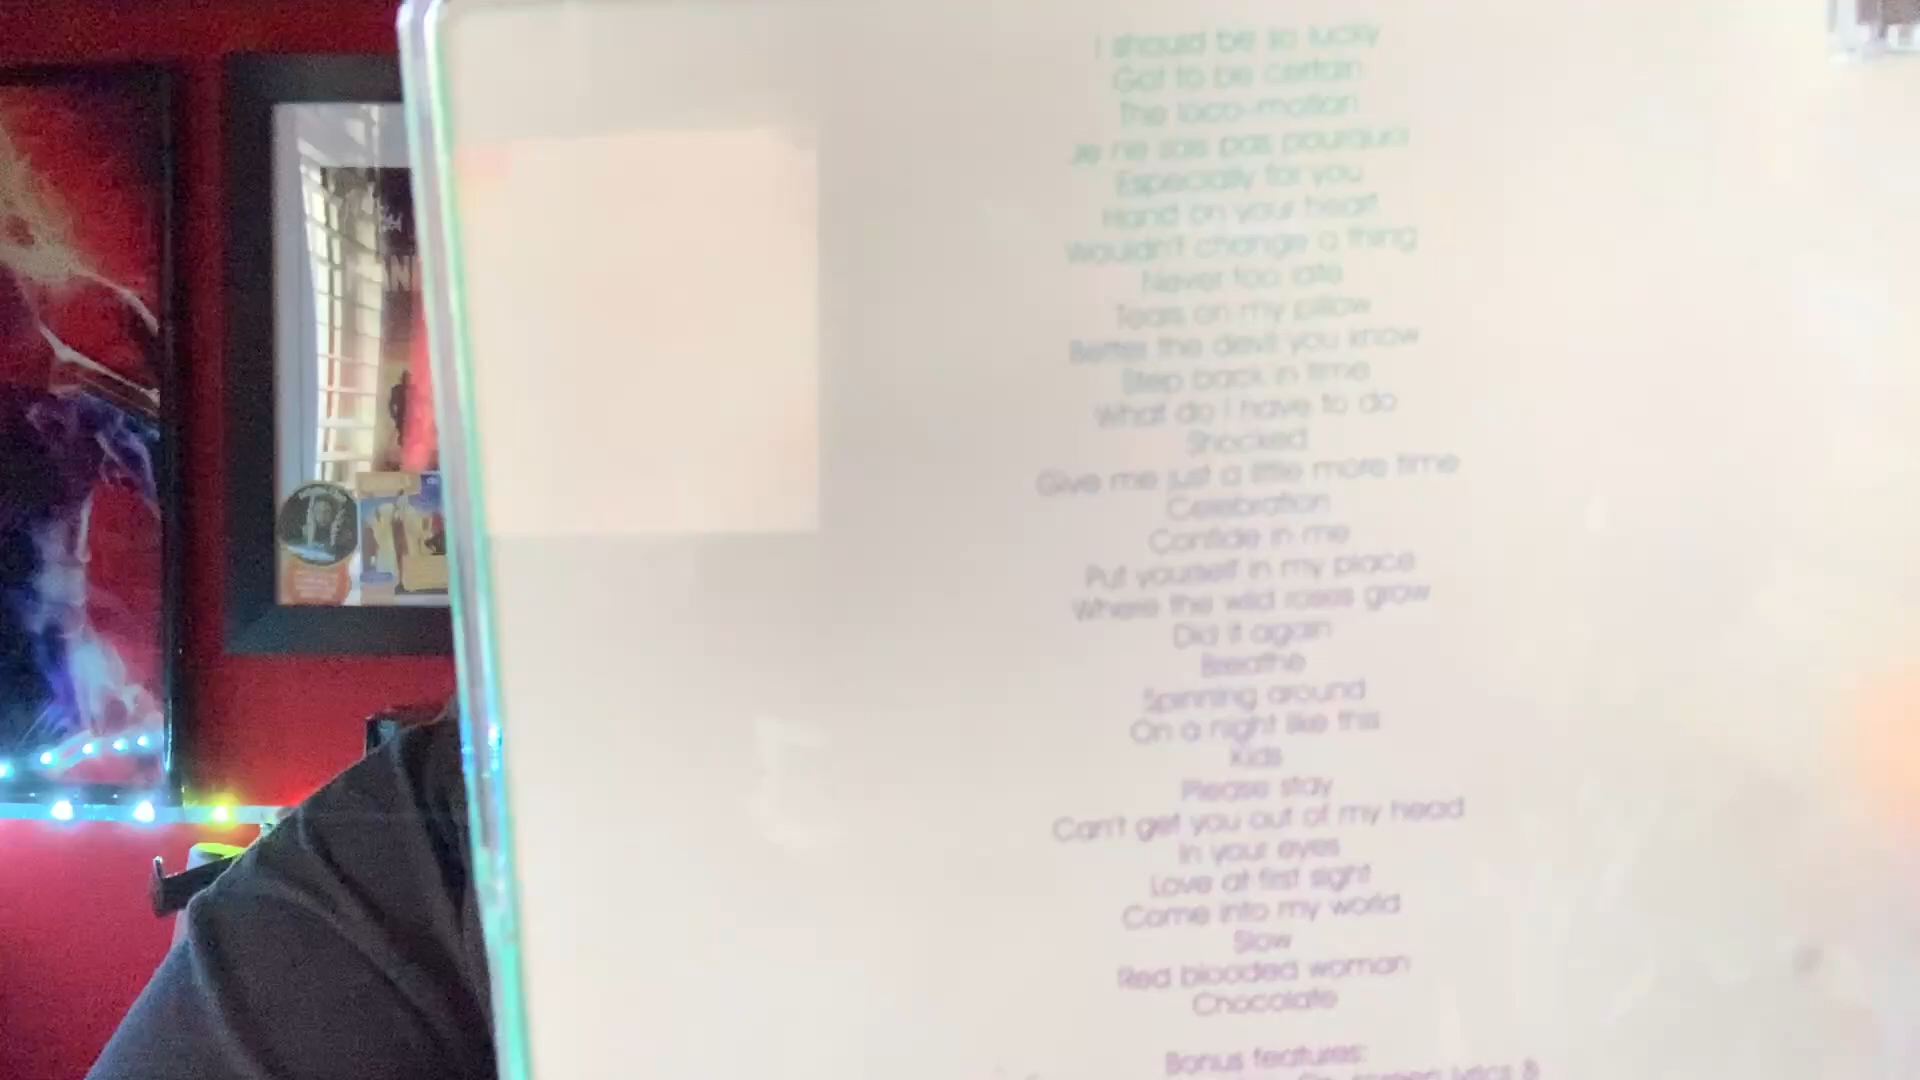 I should be so lucky
Got to be certain
The loco-motion
Je ne sais pas pourquoi
Especially for you
Hand on your heart
Wouldn't change a thing
Never too late
Tears on my pillow
Better the devil you know
Step back in time
What do I have to do
Shocked
Give me just a little more time
Celebration
Confide in me
Put yourself in my place
Where the wild roses grow
Did it again
Breathe
Spinning around
On a night like this
Kids
Please stay
Can't get you out of my head
In your eyes
Love at first sight
Come into my world
Slow
Red blooded woman
Chocolate
Bonus features:
On-screen lyrics &